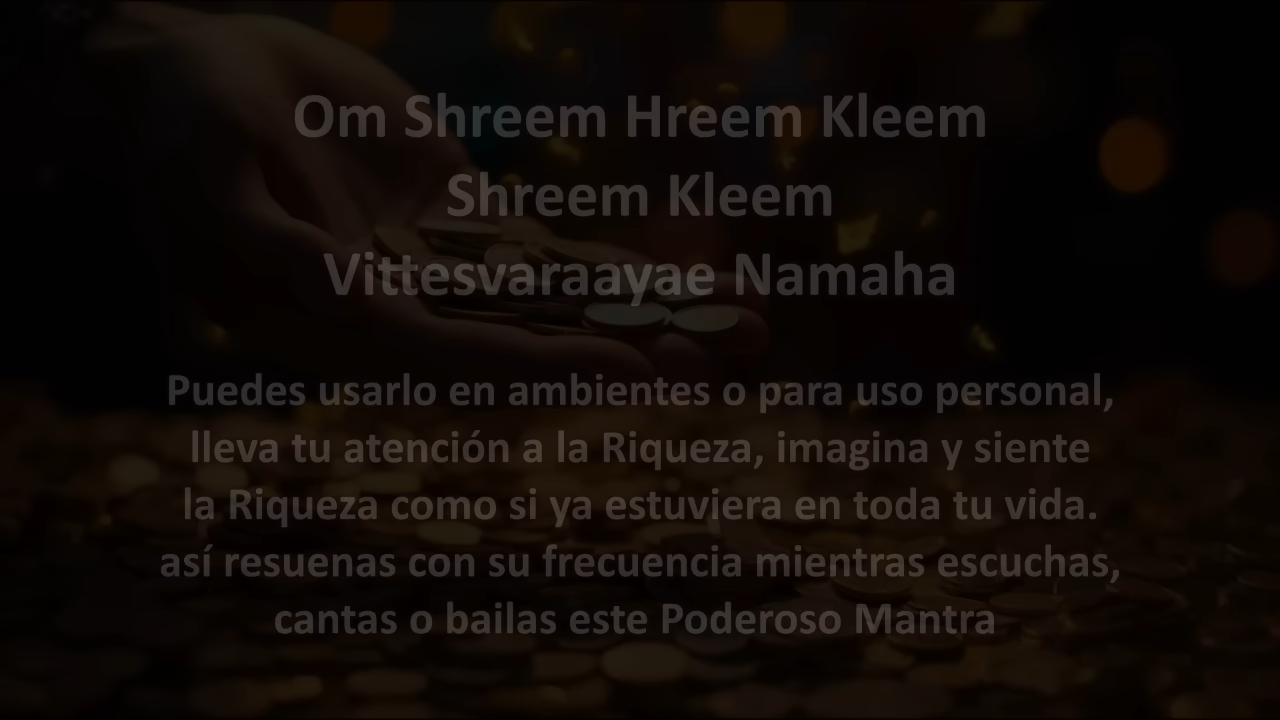 Om Shreem Hreem Kleem
Shreem Kleem
Vittesvaraayae Namaha
Puedes usarlo en ambientes o para uso personal,
lleva tu atención a la Riqueza, imagina y siente
la Riqueza como si ya estuviera en toda tu vida.
así resuenas con su frecuencia mientras escuchas,
cantas o bailas este Poderoso Mantra